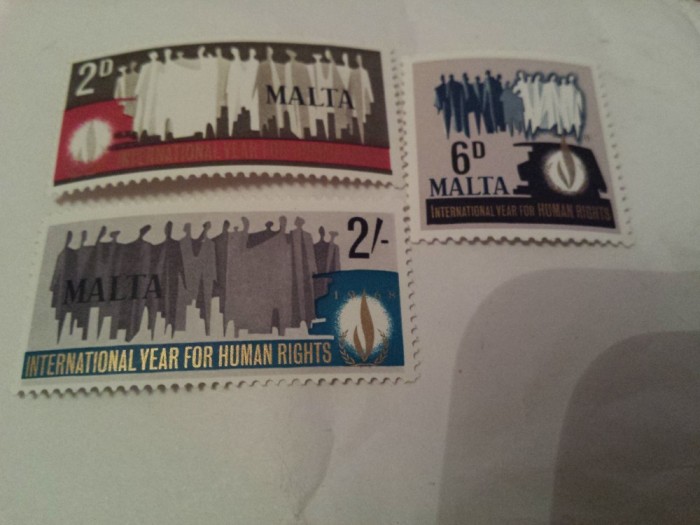 2D
MALTA
INTERNATIONAL YEAR FOR HUMAN RIGHTS
6D
MALTA
INTERNATIONAL YEAR FOR HUMAN RIGHTS
2/-
MALTA
1968
INTERNATIONAL YEAR FOR HUMAN RIGHTS